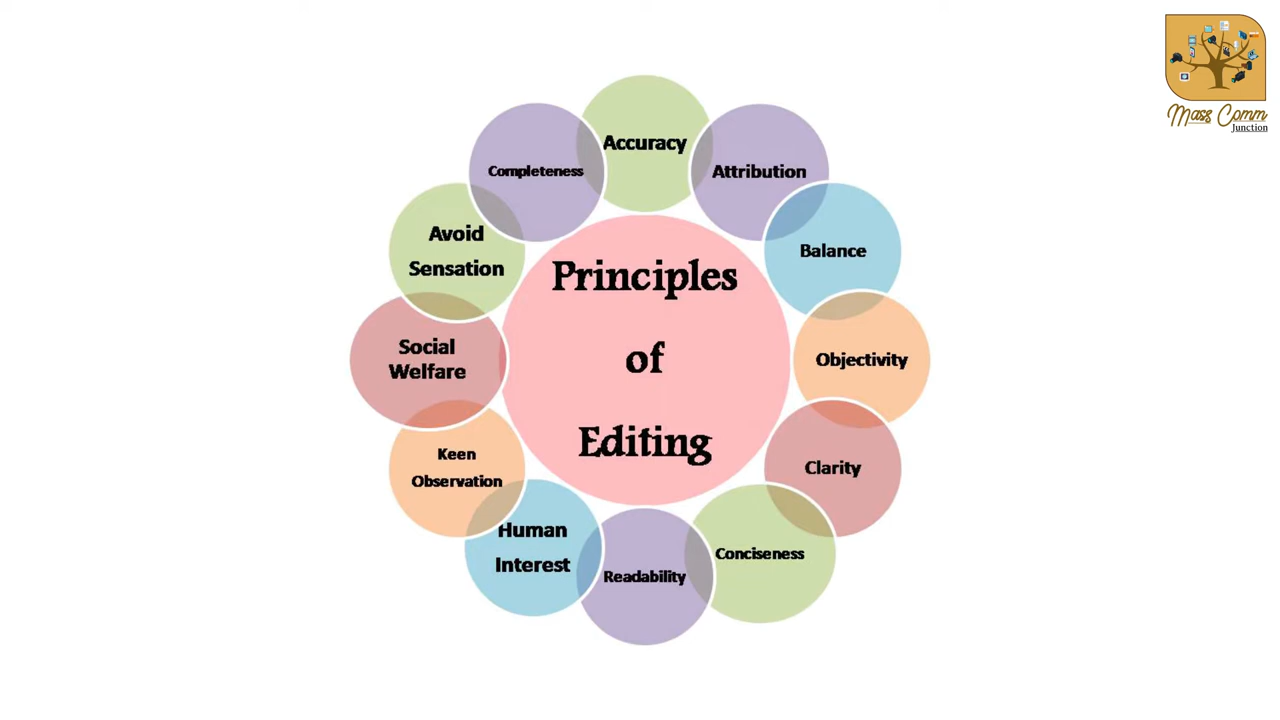 Mass Comm
Junction
Accuracy
Attribution
Balance
Objectivity
Clarity
Conciseness
Readability
Human
Interest
Keen
Observation
Social
Welfare
Avoid
Sensation
Completeness
Principles
of
Editing